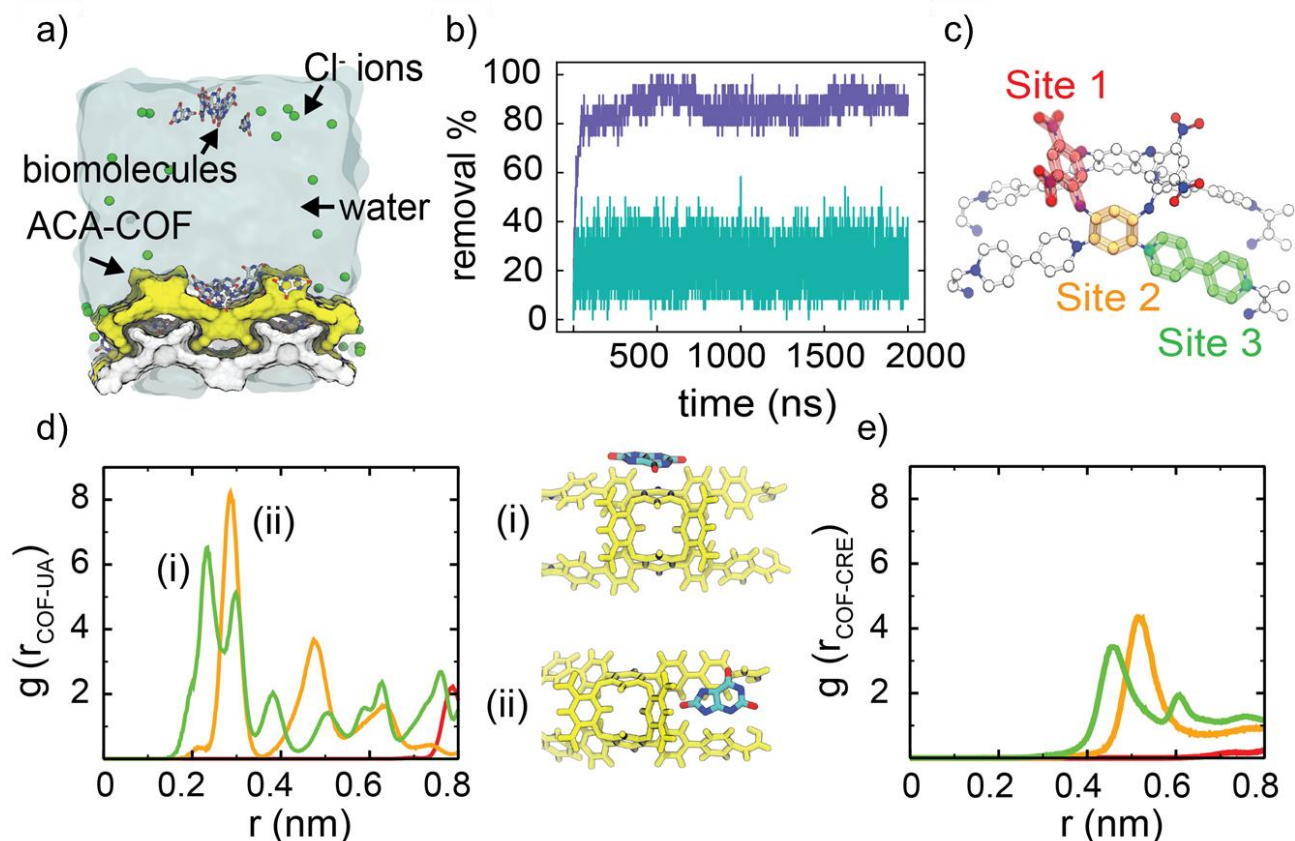 a)
Cl- ions
biomolecules
water
ACA-COF
b)
removal %
100
80
60
40
20
0
500 1000 1500 2000
time (ns)
c)
Site 1
Site 2
Site 3
d)
g (rCOF-UA)
8
6
4
2
(i)
(ii)
0 0.2 0.4 0.6 0.8
r (nm)
(i)
(ii)
e)
g (rCOF-CRE)
8
6
4
2
0 0.2 0.4 0.6 0.8
r (nm)